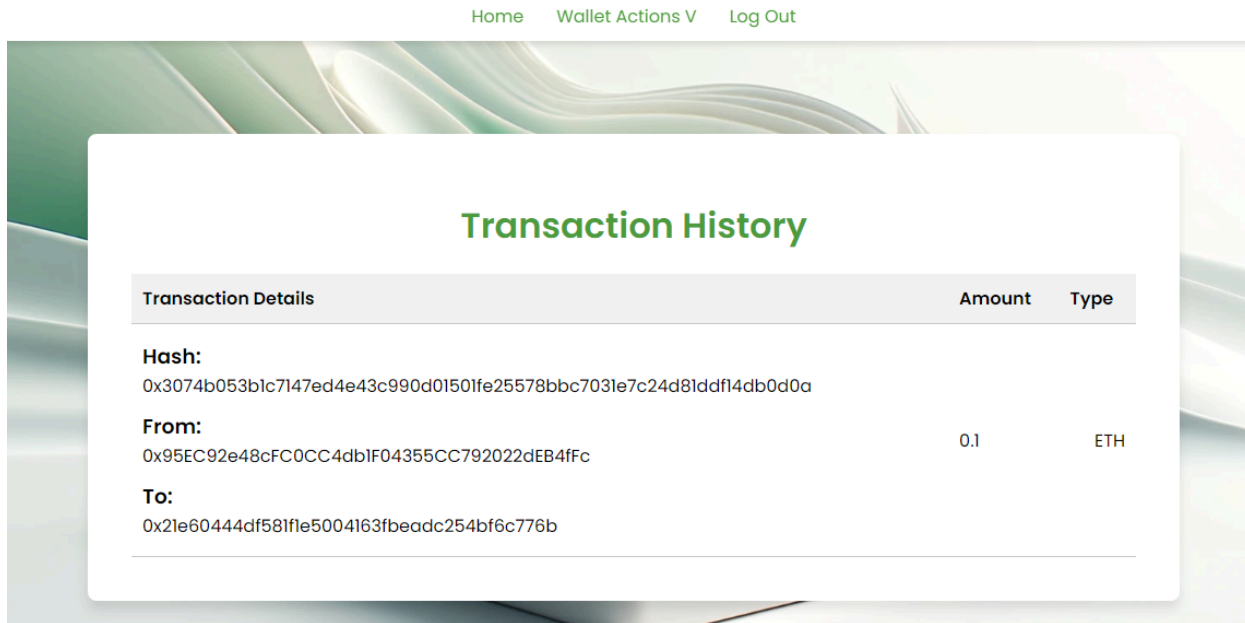 Home Wallet Actions V Log Out
Transaction History
Transaction Details Amount Type
Hash:
0x3074b053b1c7147ed4e43c990d01501fe25578bbc7031e7c24d81ddf14db0d0a
From:
0x95EC92e48cFC0CC4db1F04355CC792022dEB4fFc
0.1 ETH
To:
0x21e60444df581f1e5004163fbeadc254bf6c776b